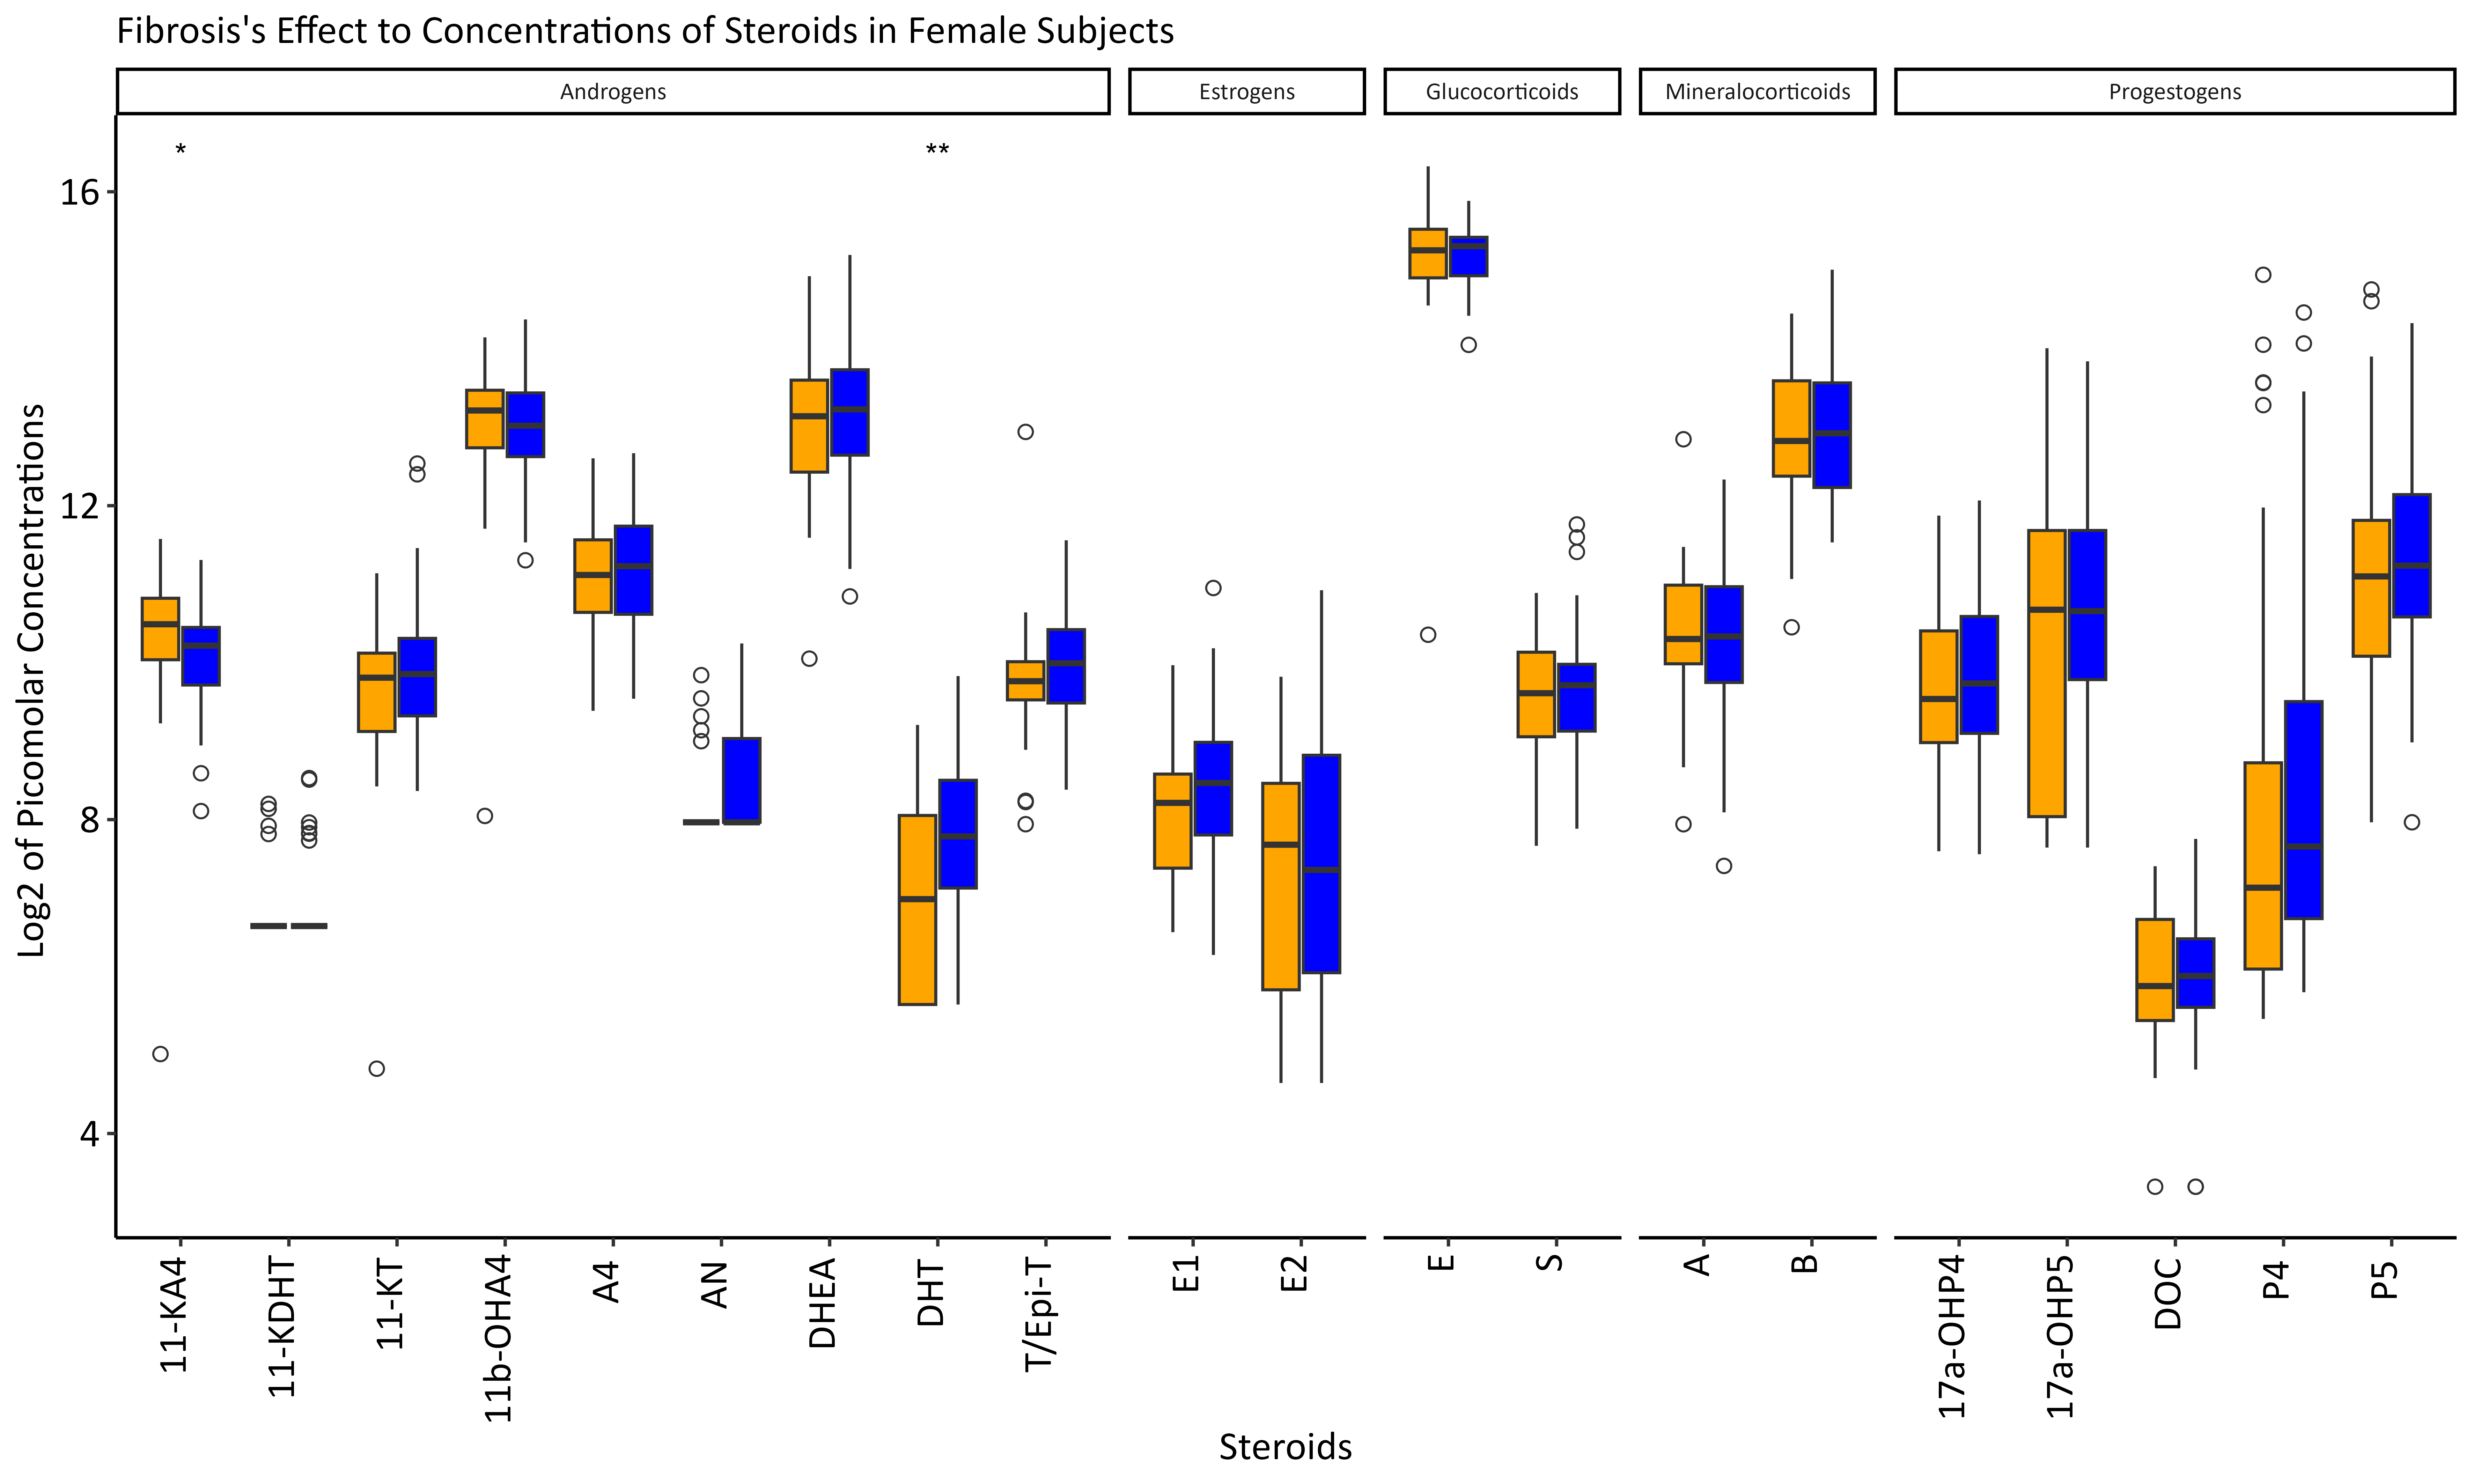 Fibrosis's Effect to Concentrations of Steroids in Female Subjects
Androgens
Estrogens
Glucocorticoids
Mineralocorticoids
Progestogens
* **
16
12
8
4
Log2 of Picomolar Concentrations
11-KA4
11-KDHT
11-KT
11b-OHA4
A4
AN
DHEA
DHT
T/Epi-T
E1
E2
E
S
A
B
17a-OHP4
17a-OHP5
DOC
P4
P5
Steroids